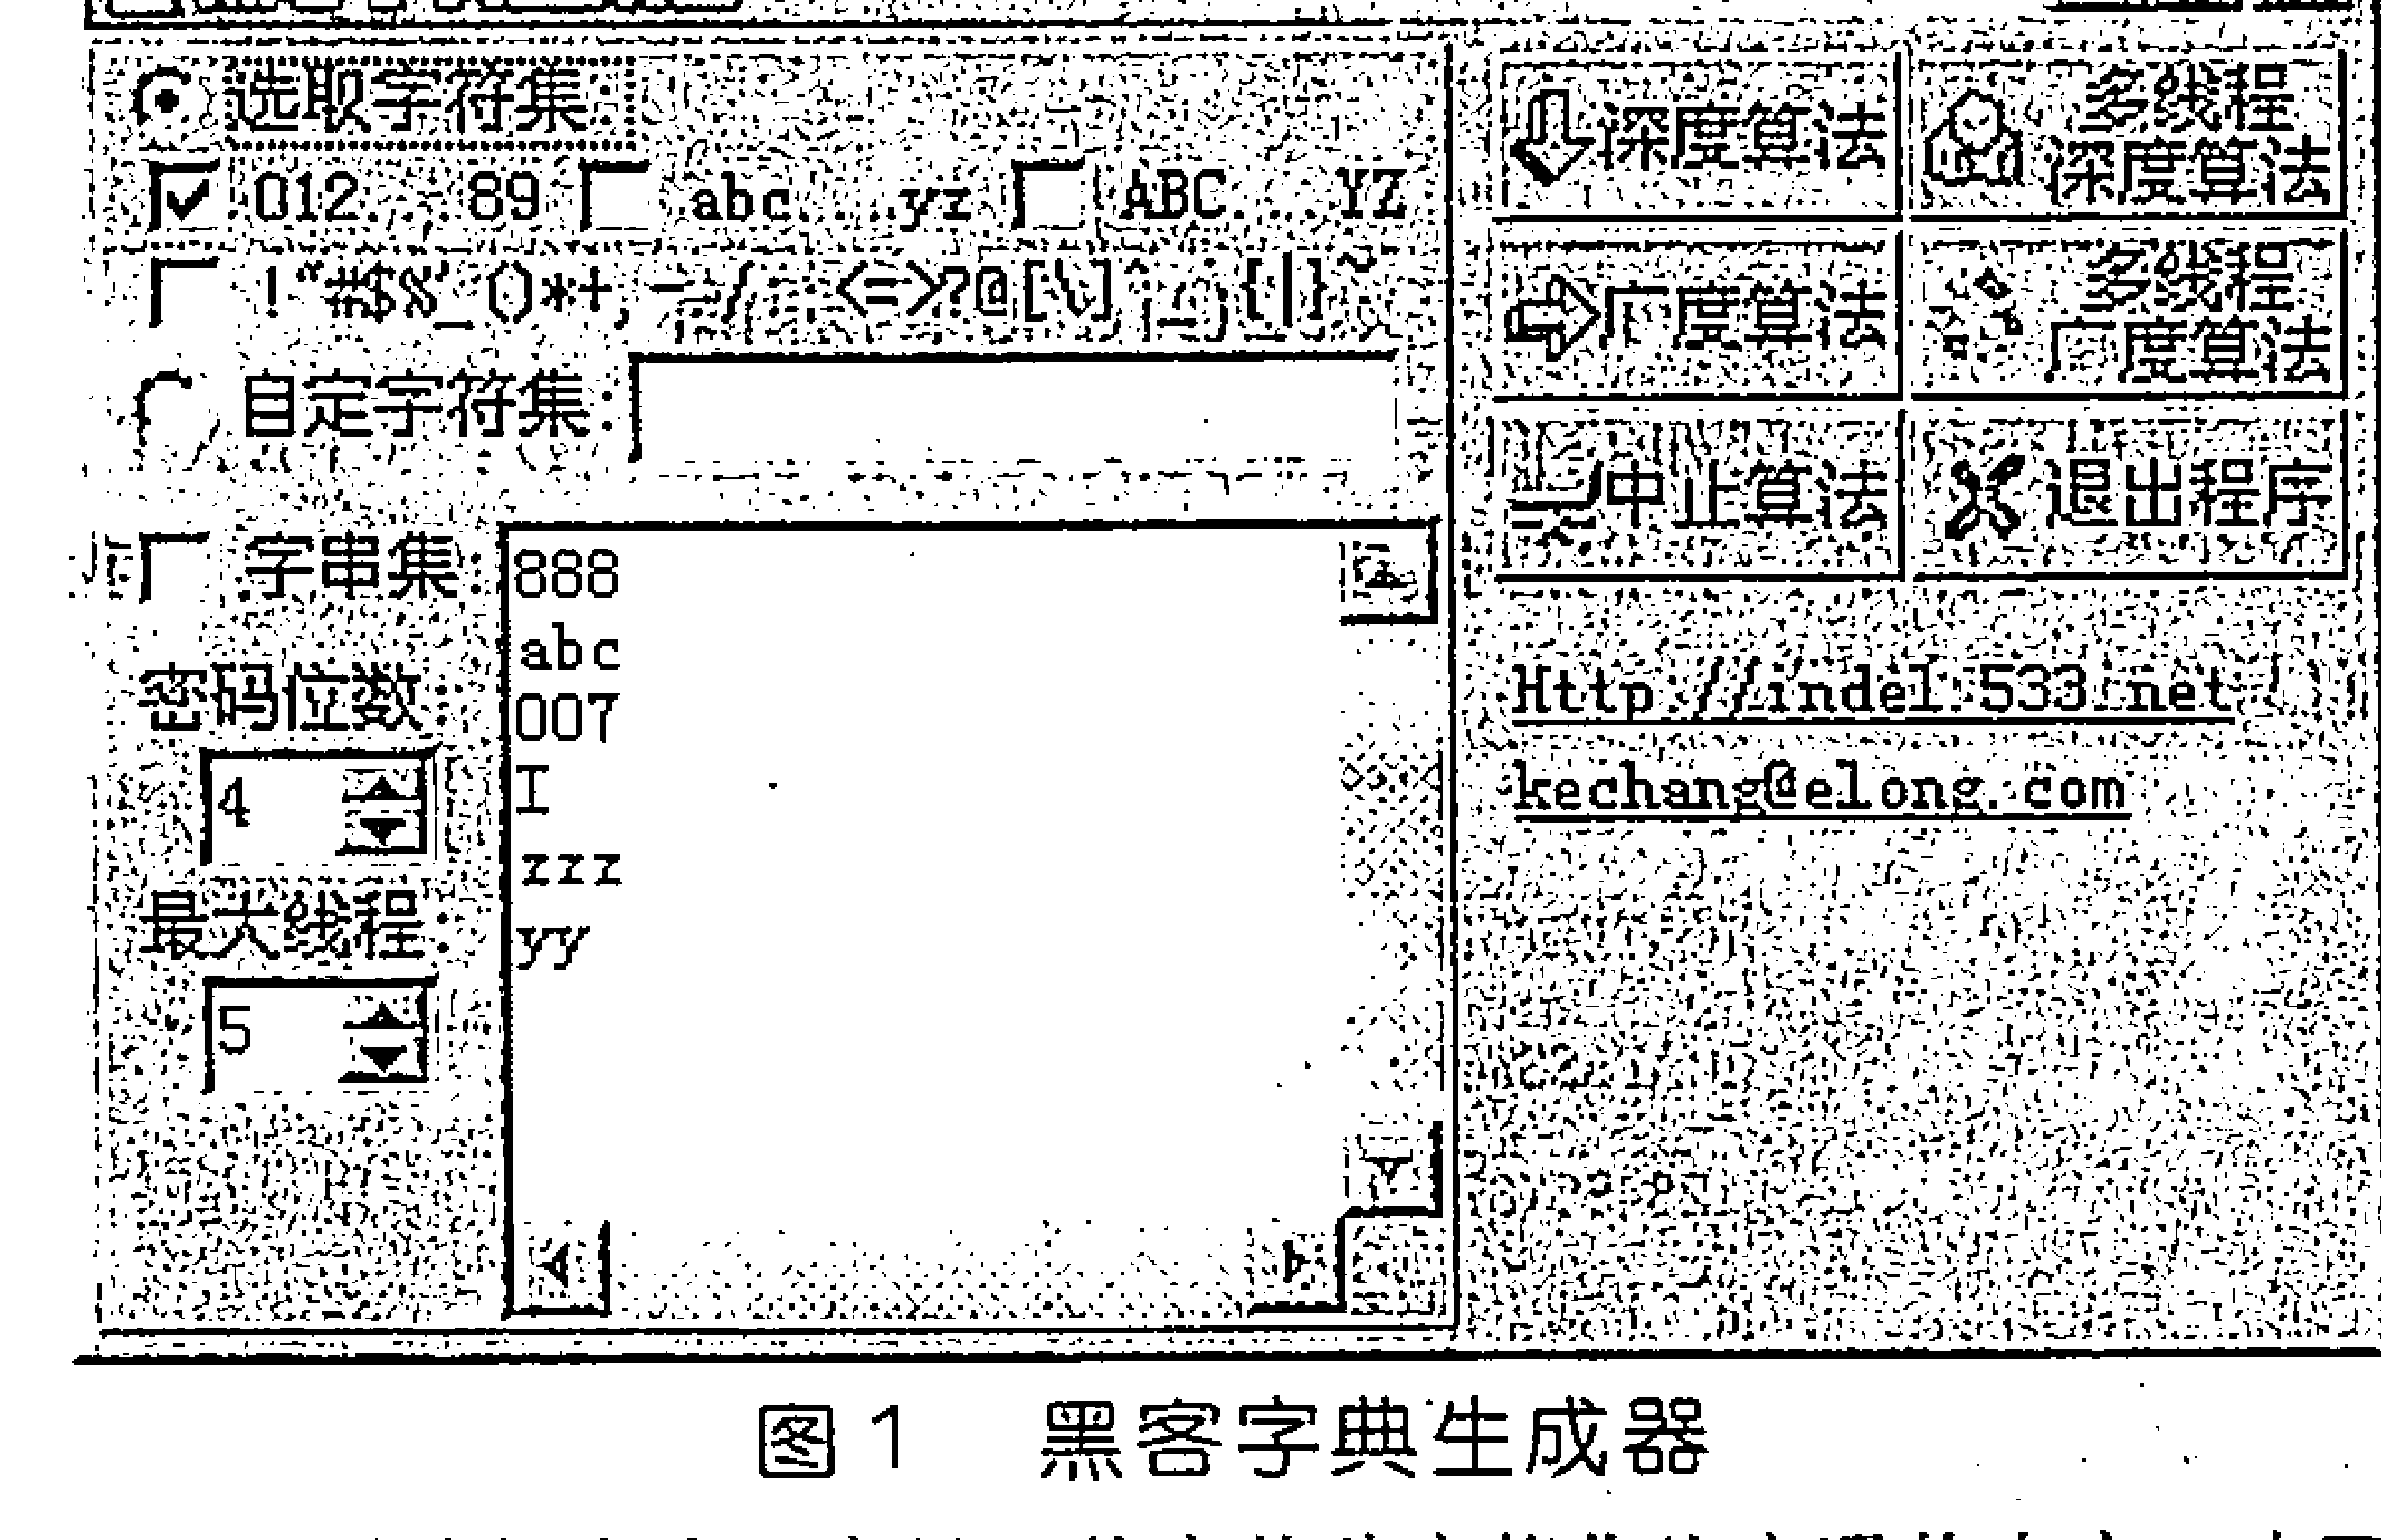 选取字符集:
012...89 abc...yz ABC...YZ
自定字符集:
字串集:
888
abc
007
I
zzz
yy
密码位数:
4
最大线程:
5
深度算法
多线程
深度算法
广度算法
多线程
广度算法
中止算法
退出程序
Http://indel.533.net
kechang@elong.com
图1 黑客字典生成器